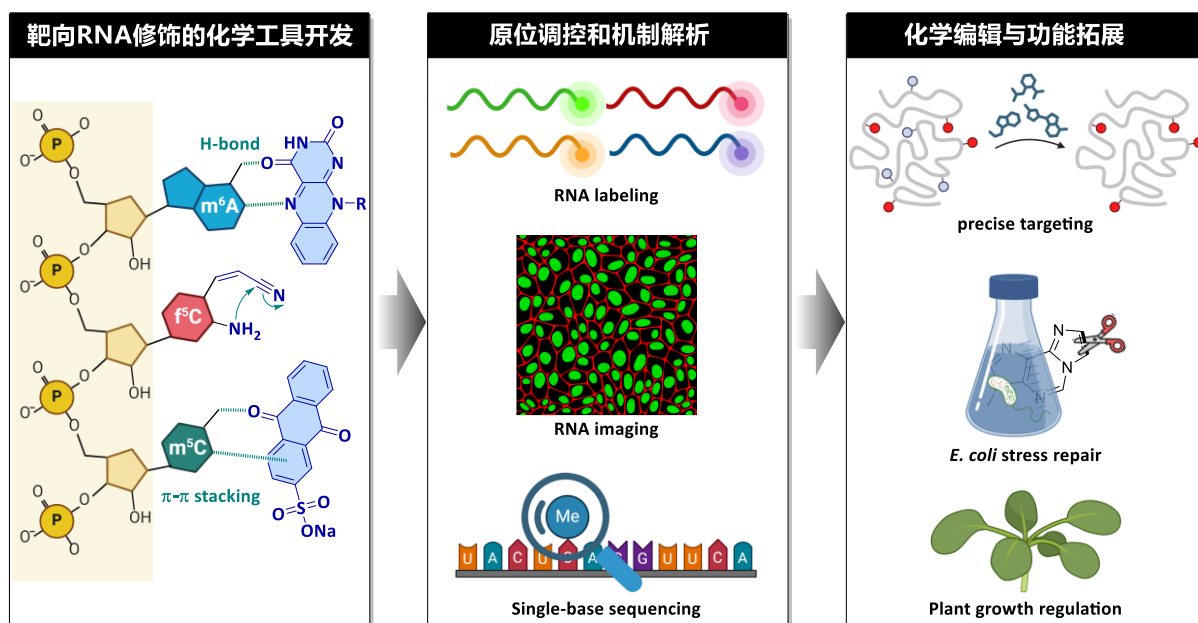 靶向RNA修饰的化学工具开发
O
P
O
O⁻
O
H-bond
O
HN
O
N
m⁶A
N
N
R
O
O
OH
P
O⁻
O
f⁵C
N
NH₂
O
O
OH
P
O⁻
O
m⁵C
O
O
π-π stacking
O
O
OH
P
O⁻
O
S
O
O
ONa
原位调控和机制解析
RNA labeling
RNA imaging
Me
U A C U C A G G U U C A
Single-base sequencing
化学编辑与功能拓展
precise targeting
N
N
N
N
E. coli stress repair
Plant growth regulation